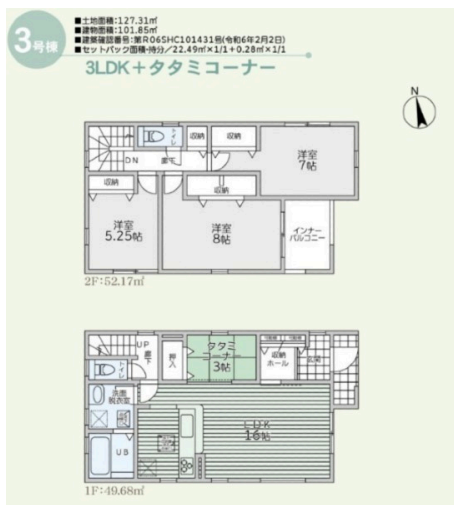 3号棟
■土地面積:127.31㎡
■建物面積:101.85㎡
■建築確認番号:第R06SHC101431号(令和6年2月2日)
■セットバック面積・持分/22.49㎡×1/1+0.28㎡×1/1
3LDK+タタミコーナー
N
トイレ
収納
収納
洋室
7帖
DN
廊下
収納
収納
洋室
5.25帖
洋室
8帖
インナー
バルコニー
2F:52.17㎡
UP
廊下
押入
タタミ
コーナー
3帖
収納
ホール
玄関
トイレ
洗面
脱衣室
LDK
16帖
UB
1F:49.68㎡